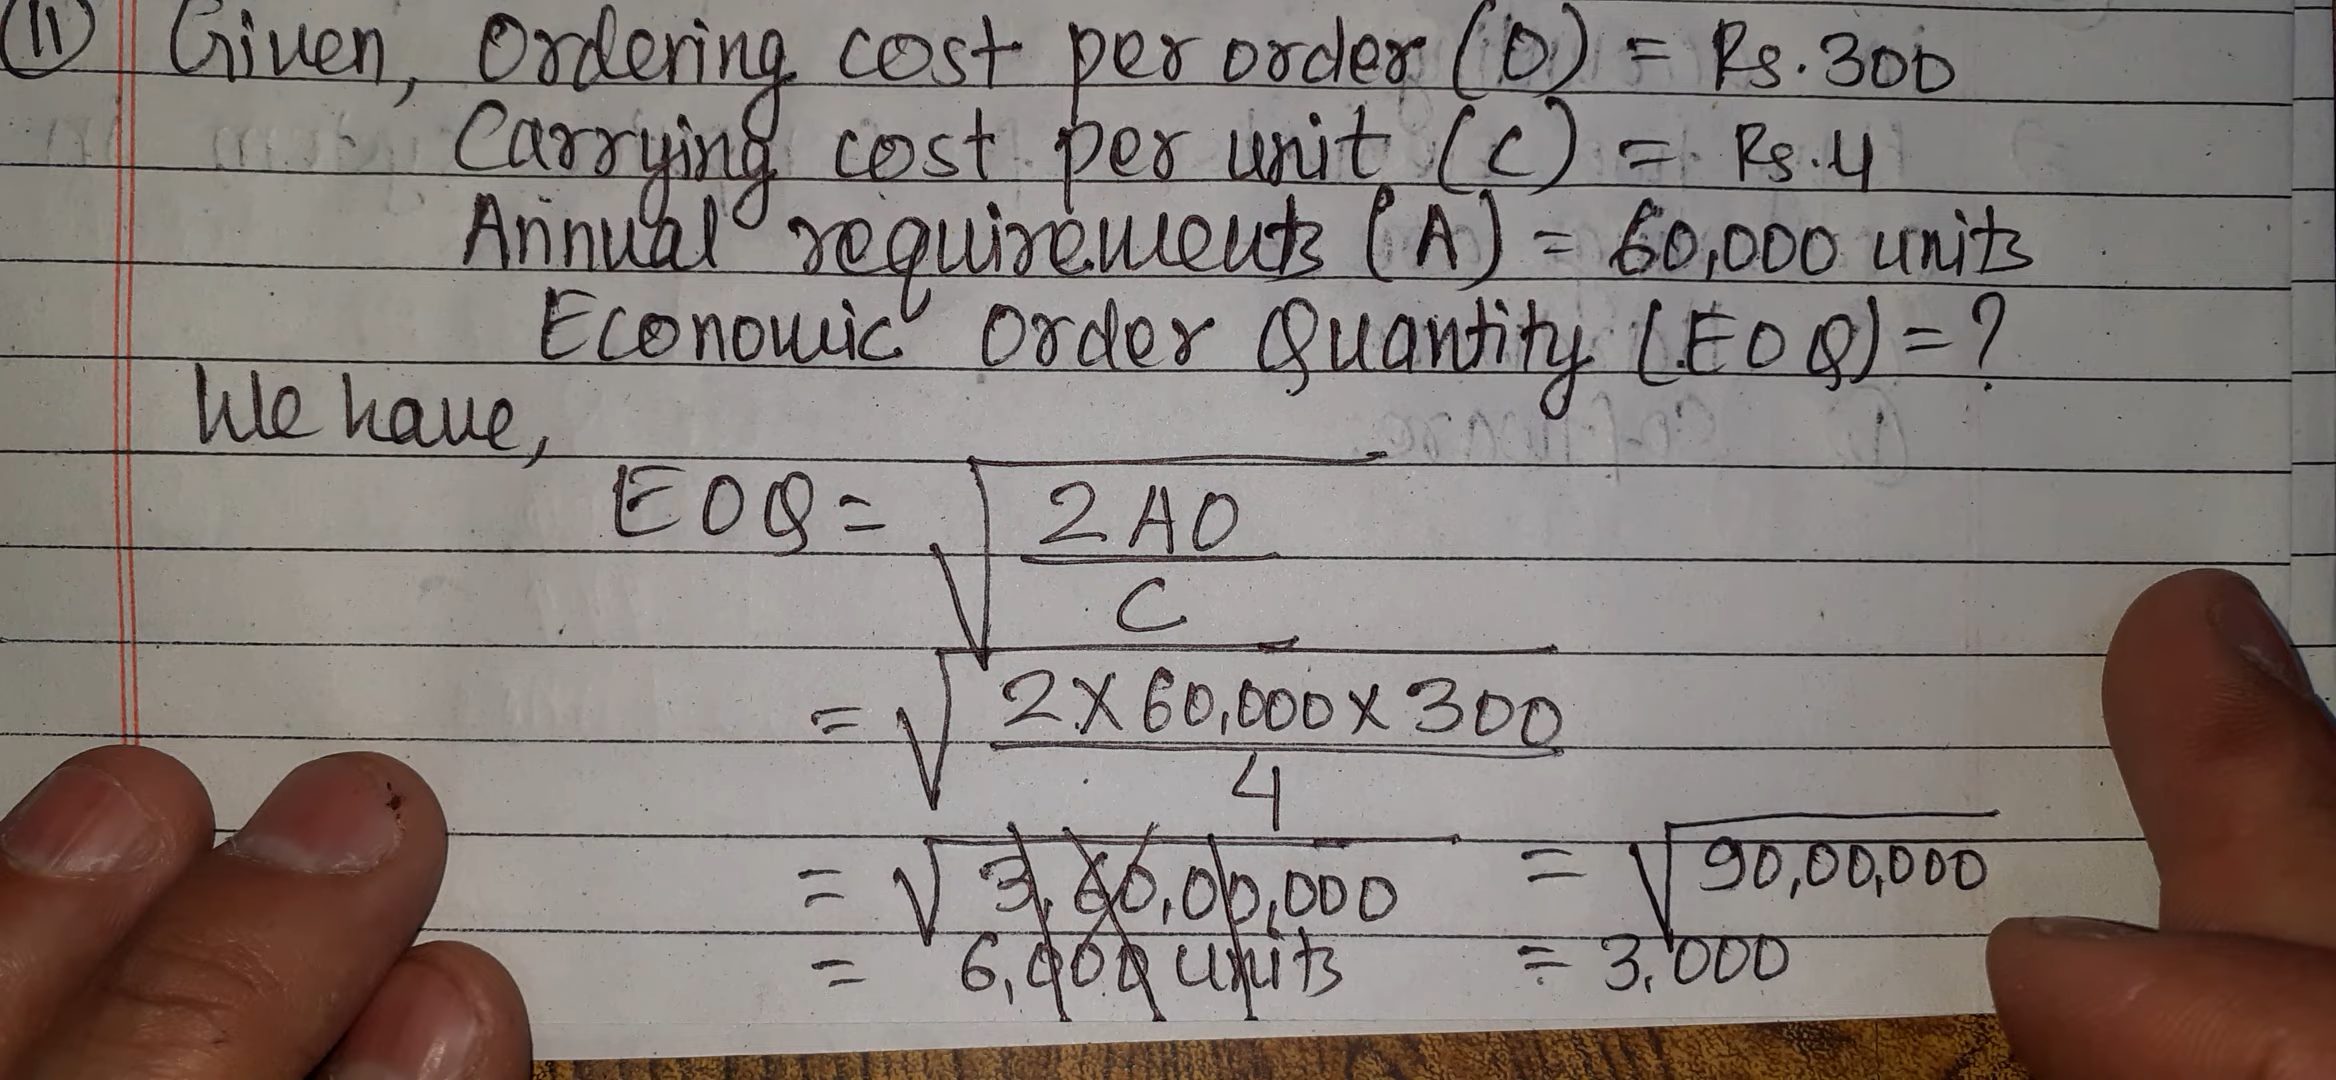 (11) Given, Ordering cost per order (O) = Rs. 300
Carrying cost per unit (C) = Rs. 4
Annual requirements (A) = 60,000 units
Economic Order Quantity (EOQ) = ?
We have,
EOQ = √(2AO / C)
= √(2 × 60,000 × 300 / 4)
= √3,60,00,000 = √90,00,000
= 6,000 units = 3,000